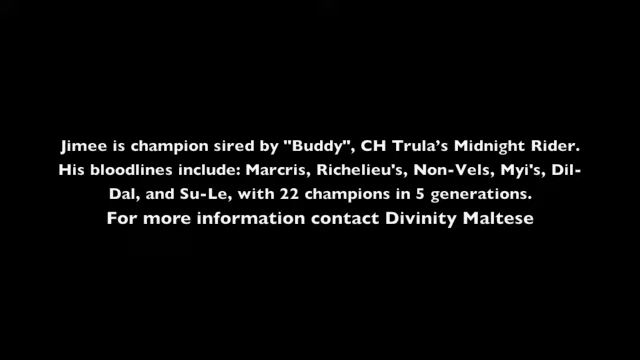 Jimee is champion sired by "Buddy", CH Trula’s Midnight Rider.
His bloodlines include: Marcris, Richelieu's, Non-Vels, Myi's, Dil-
Dal, and Su-Le, with 22 champions in 5 generations.
For more information contact Divinity Maltese